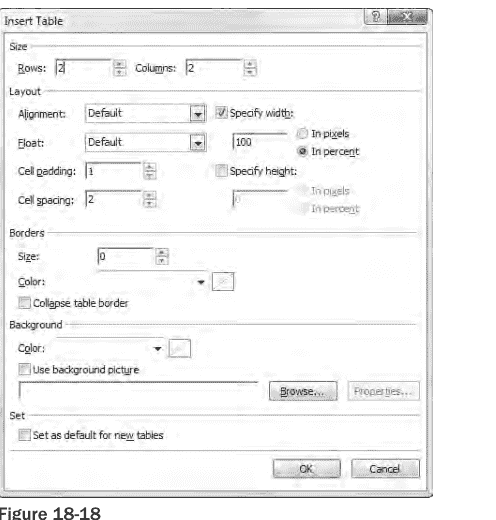 Insert Table
Size
Rows: 2 Columns: 2
Layout
Alignment: Default Specify width:
Float: Default 100 In pixels
In percent
Cell padding: 1 Specify height:
Cell spacing: 2 0 In pixels
In percent
Borders
Size: 0
Color:
Collapse table border
Background
Color:
Use background picture
Browse... Properties...
Set
Set as default for new tables
OK Cancel
Figure 18-18